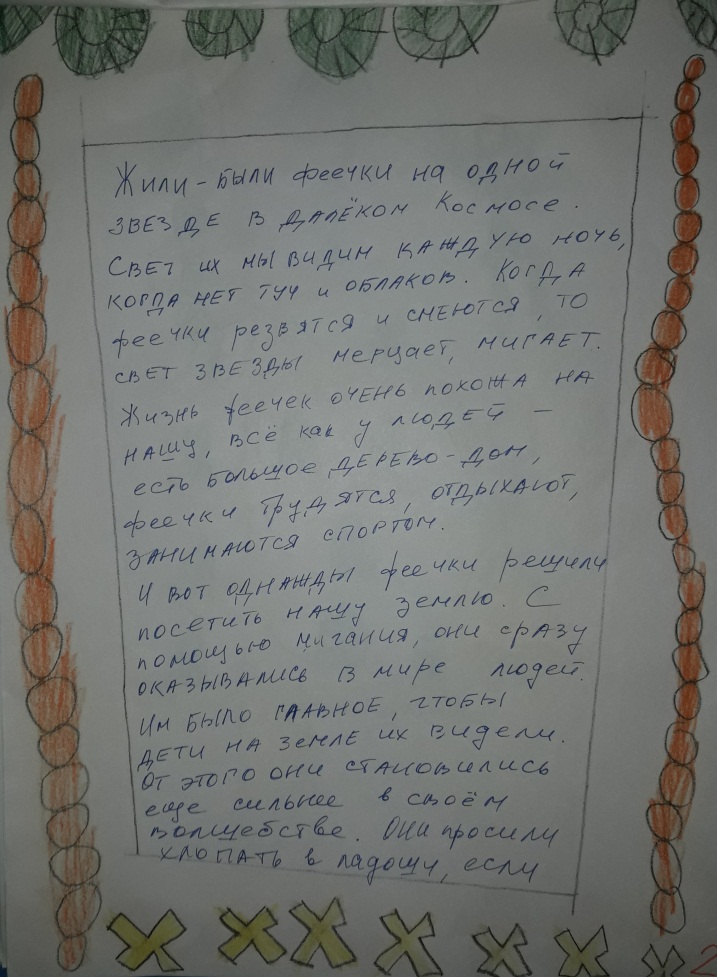 Жили-были феечки на одной
звезде в далёком Космосе.
Свет их мы видим каждую ночь,
когда нет туч и облаков. Когда
феечки резвятся и смеются, то
свет звезды мерцает, мигает.
Жизнь феечек очень похожа на
нашу, всё как у людей –
есть большое дерево-дом,
феечки трудятся, отдыхают,
занимаются спортом.
И вот однажды феечки решили
посетить нашу землю. С
помощью мигания, они сразу
оказывались в мире людей.
Им было главное, чтобы
дети на земле их видели.
От этого они становились
еще сильнее в своём
волшебстве. Они просили
хлопать в ладоши, если
2